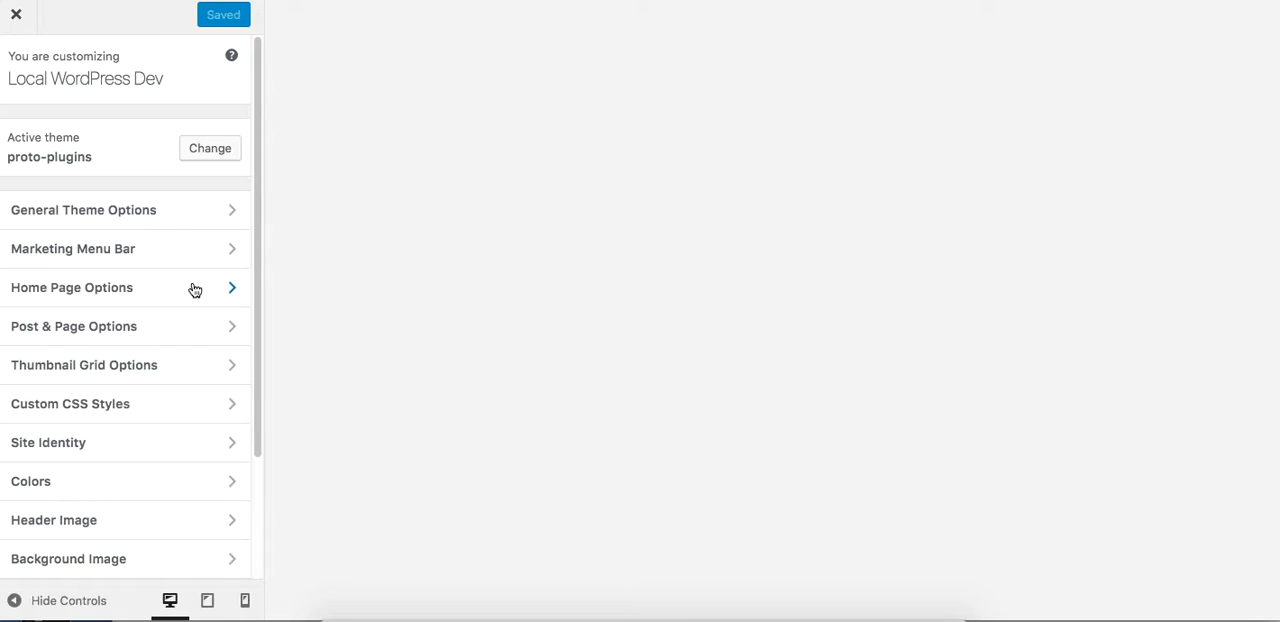 Saved
You are customizing
Local WordPress Dev
Active theme
proto-plugins
Change
General Theme Options
Marketing Menu Bar
Home Page Options
Post & Page Options
Thumbnail Grid Options
Custom CSS Styles
Site Identity
Colors
Header Image
Background Image
Hide Controls